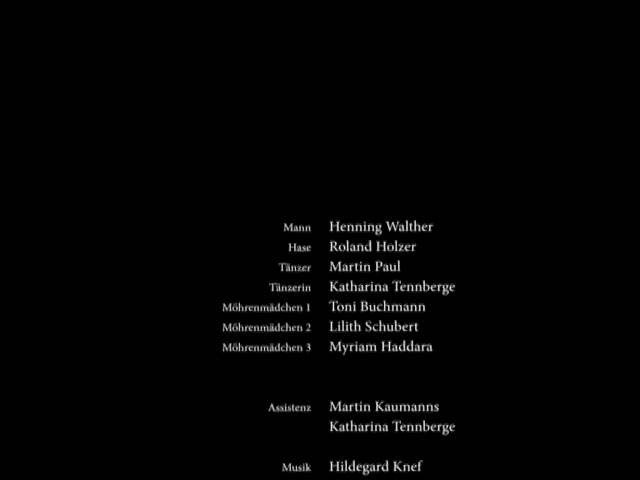 Mann Henning Walther
Hase Roland Holzer
Tänzer Martin Paul
Tänzerin Katharina Tennberge
Möhrenmädchen 1 Toni Buchmann
Möhrenmädchen 2 Lilith Schubert
Möhrenmädchen 3 Myriam Haddara
Assistenz Martin Kaumanns
Katharina Tennberge
Musik Hildegard Knef